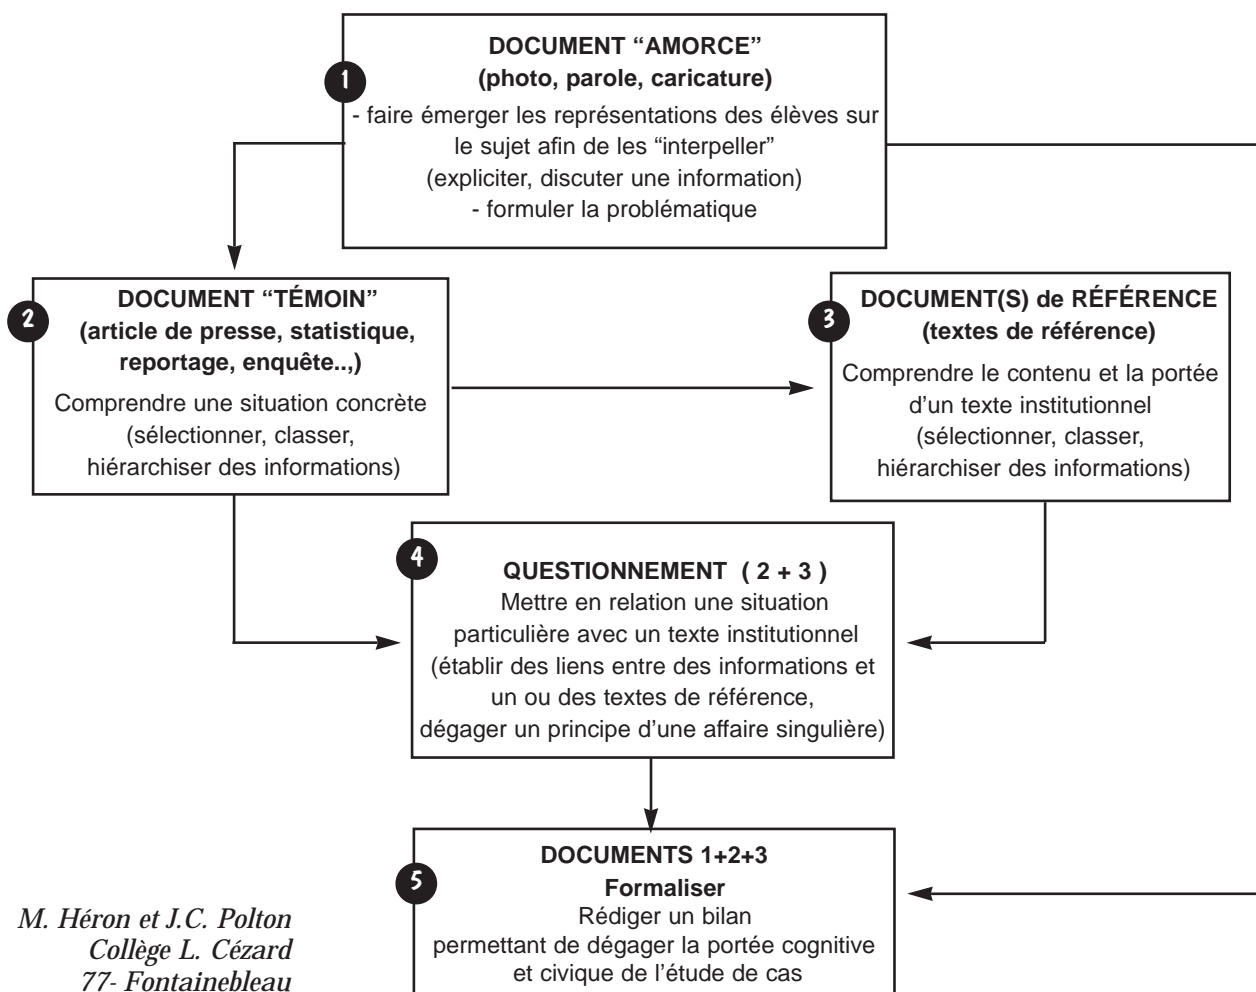 1
DOCUMENT “AMORCE”
(photo, parole, caricature)
- faire émerger les représentations des élèves sur
le sujet afin de les “interpeller”
(expliciter, discuter une information)
- formuler la problématique
2
DOCUMENT “TÉMOIN”
(article de presse, statistique,
reportage, enquête..,)
Comprendre une situation concrète
(sélectionner, classer,
hiérarchiser des informations)
3
DOCUMENT(S) de RÉFÉRENCE
(textes de référence)
Comprendre le contenu et la portée
d’un texte institutionnel
(sélectionner, classer,
hiérarchiser des informations)
4
QUESTIONNEMENT ( 2 + 3 )
Mettre en relation une situation
particulière avec un texte institutionnel
(établir des liens entre des informations et
un ou des textes de référence,
dégager un principe d’une affaire singulière)
5
DOCUMENTS 1+2+3
Formaliser
Rédiger un bilan
permettant de dégager la portée cognitive
et civique de l’étude de cas
M. Héron et J.C. Polton
Collège L. Cézard
77- Fontainebleau